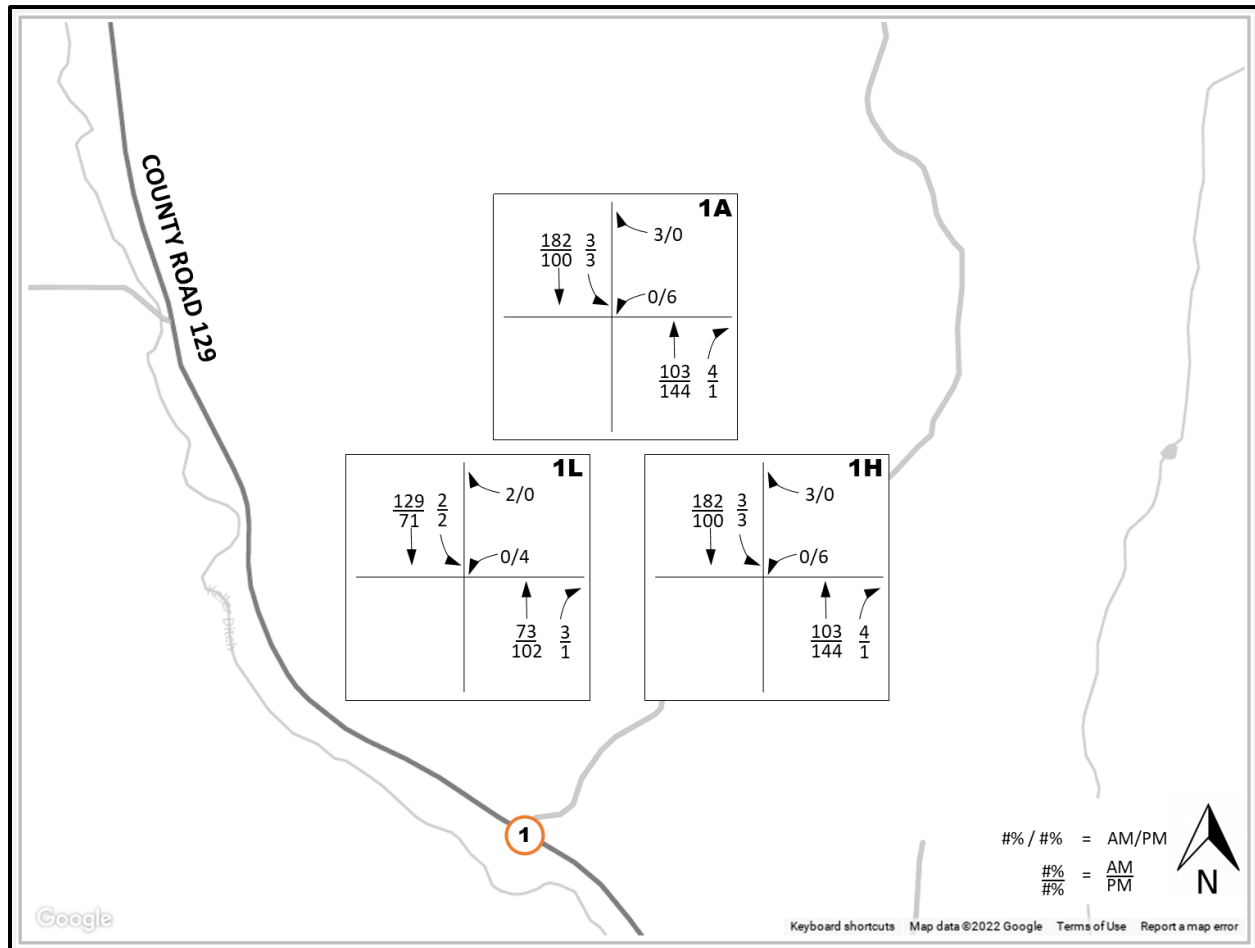 COUNTY ROAD 129
1A
182
100
3
3
3/0
0/6
103
144
4
1
1L
129
71
2
2
2/0
0/4
73
102
3
1
1H
182
100
3
3
3/0
0/6
103
144
4
1
Keller Ditch
1
#% / #% = AM/PM
#% = AM
#% PM
N
Google
Keyboard shortcuts Map data ©2022 Google Terms of Use Report a map error